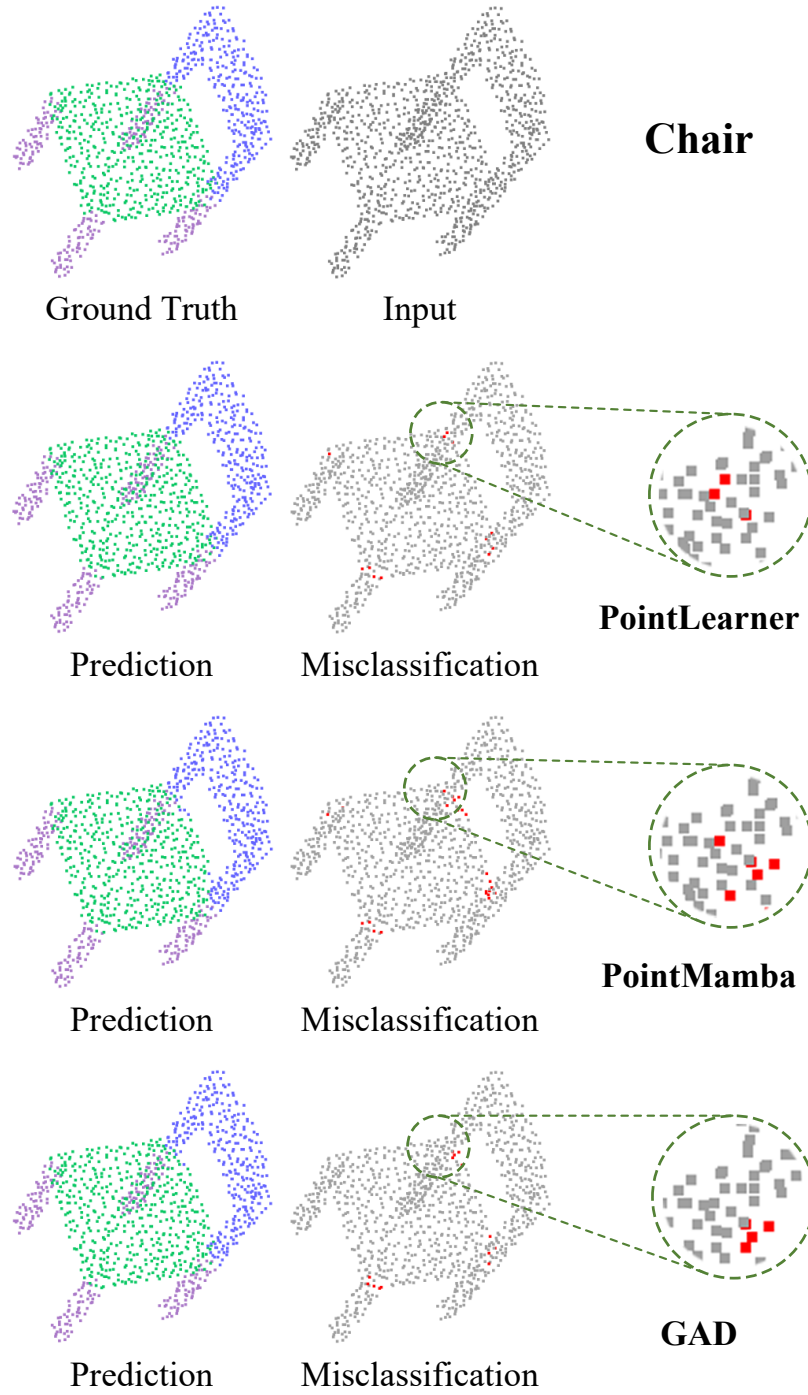 Chair
Ground Truth
Input
PointLearner
Prediction
Misclassification
PointMamba
Prediction
Misclassification
GAD
Prediction
Misclassification